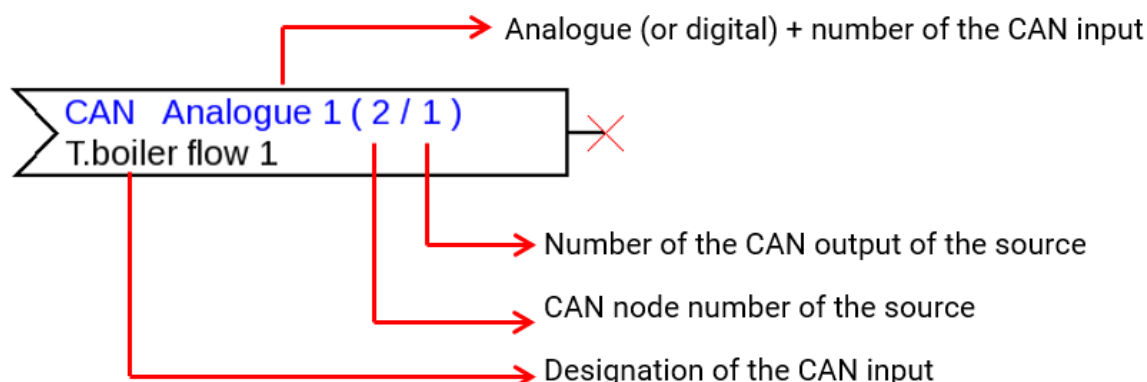 Analogue (or digital) + number of the CAN input
CAN Analogue 1 ( 2 / 1 )
T.boiler flow 1
Number of the CAN output of the source
CAN node number of the source
Designation of the CAN input